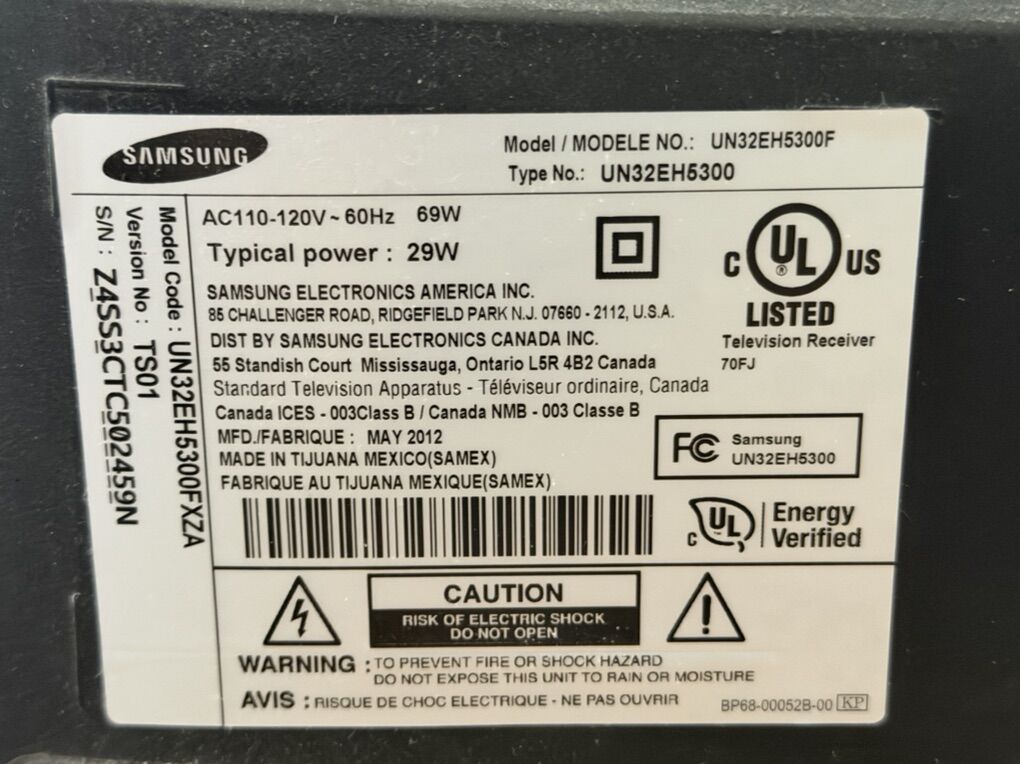 SAMSUNG
Model / MODELE NO.: UN32EH5300F
Type No.: UN32EH5300
Model Code : UN32EH5300FXZA
Version No : TS01
S/N : Z4SS3CTC502459N
AC110-120V~60Hz 69W
Typical power : 29W
SAMSUNG ELECTRONICS AMERICA INC.
85 CHALLENGER ROAD, RIDGEFIELD PARK N.J. 07660 - 2112, U.S.A.
DIST BY SAMSUNG ELECTRONICS CANADA INC.
55 Standish Court Mississauga, Ontario L5R 4B2 Canada
Standard Television Apparatus - Téléviseur ordinaire, Canada
Canada ICES - 003Class B / Canada NMB - 003 Classe B
MFD./FABRIQUE : MAY 2012
MADE IN TIJUANA MEXICO(SAMEX)
FABRIQUE AU TIJUANA MEXIQUE(SAMEX)
C UL ® US
LISTED
Television Receiver
70FJ
FC Samsung
UN32EH5300
C UL Energy
Verified
CAUTION
RISK OF ELECTRIC SHOCK
DO NOT OPEN
WARNING : TO PREVENT FIRE OR SHOCK HAZARD
DO NOT EXPOSE THIS UNIT TO RAIN OR MOISTURE
AVIS : RISQUE DE CHOC ELECTRIQUE - NE PAS OUVRIR
BP68-00052B-00 KP